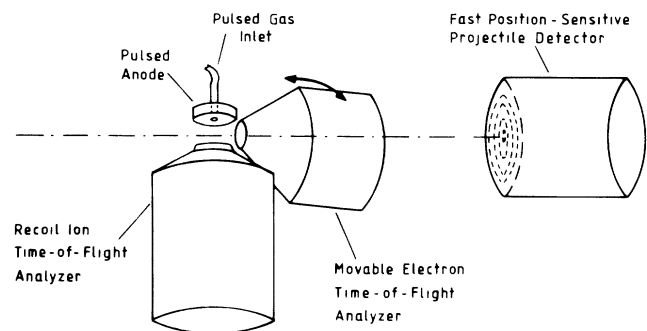 Pulsed Gas
Inlet
Pulsed
Anode
Fast Position-Sensitive
Projectile Detector
Recoil Ion
Time-of-Flight
Analyzer
Movable Electron
Time-of-Flight
Analyzer